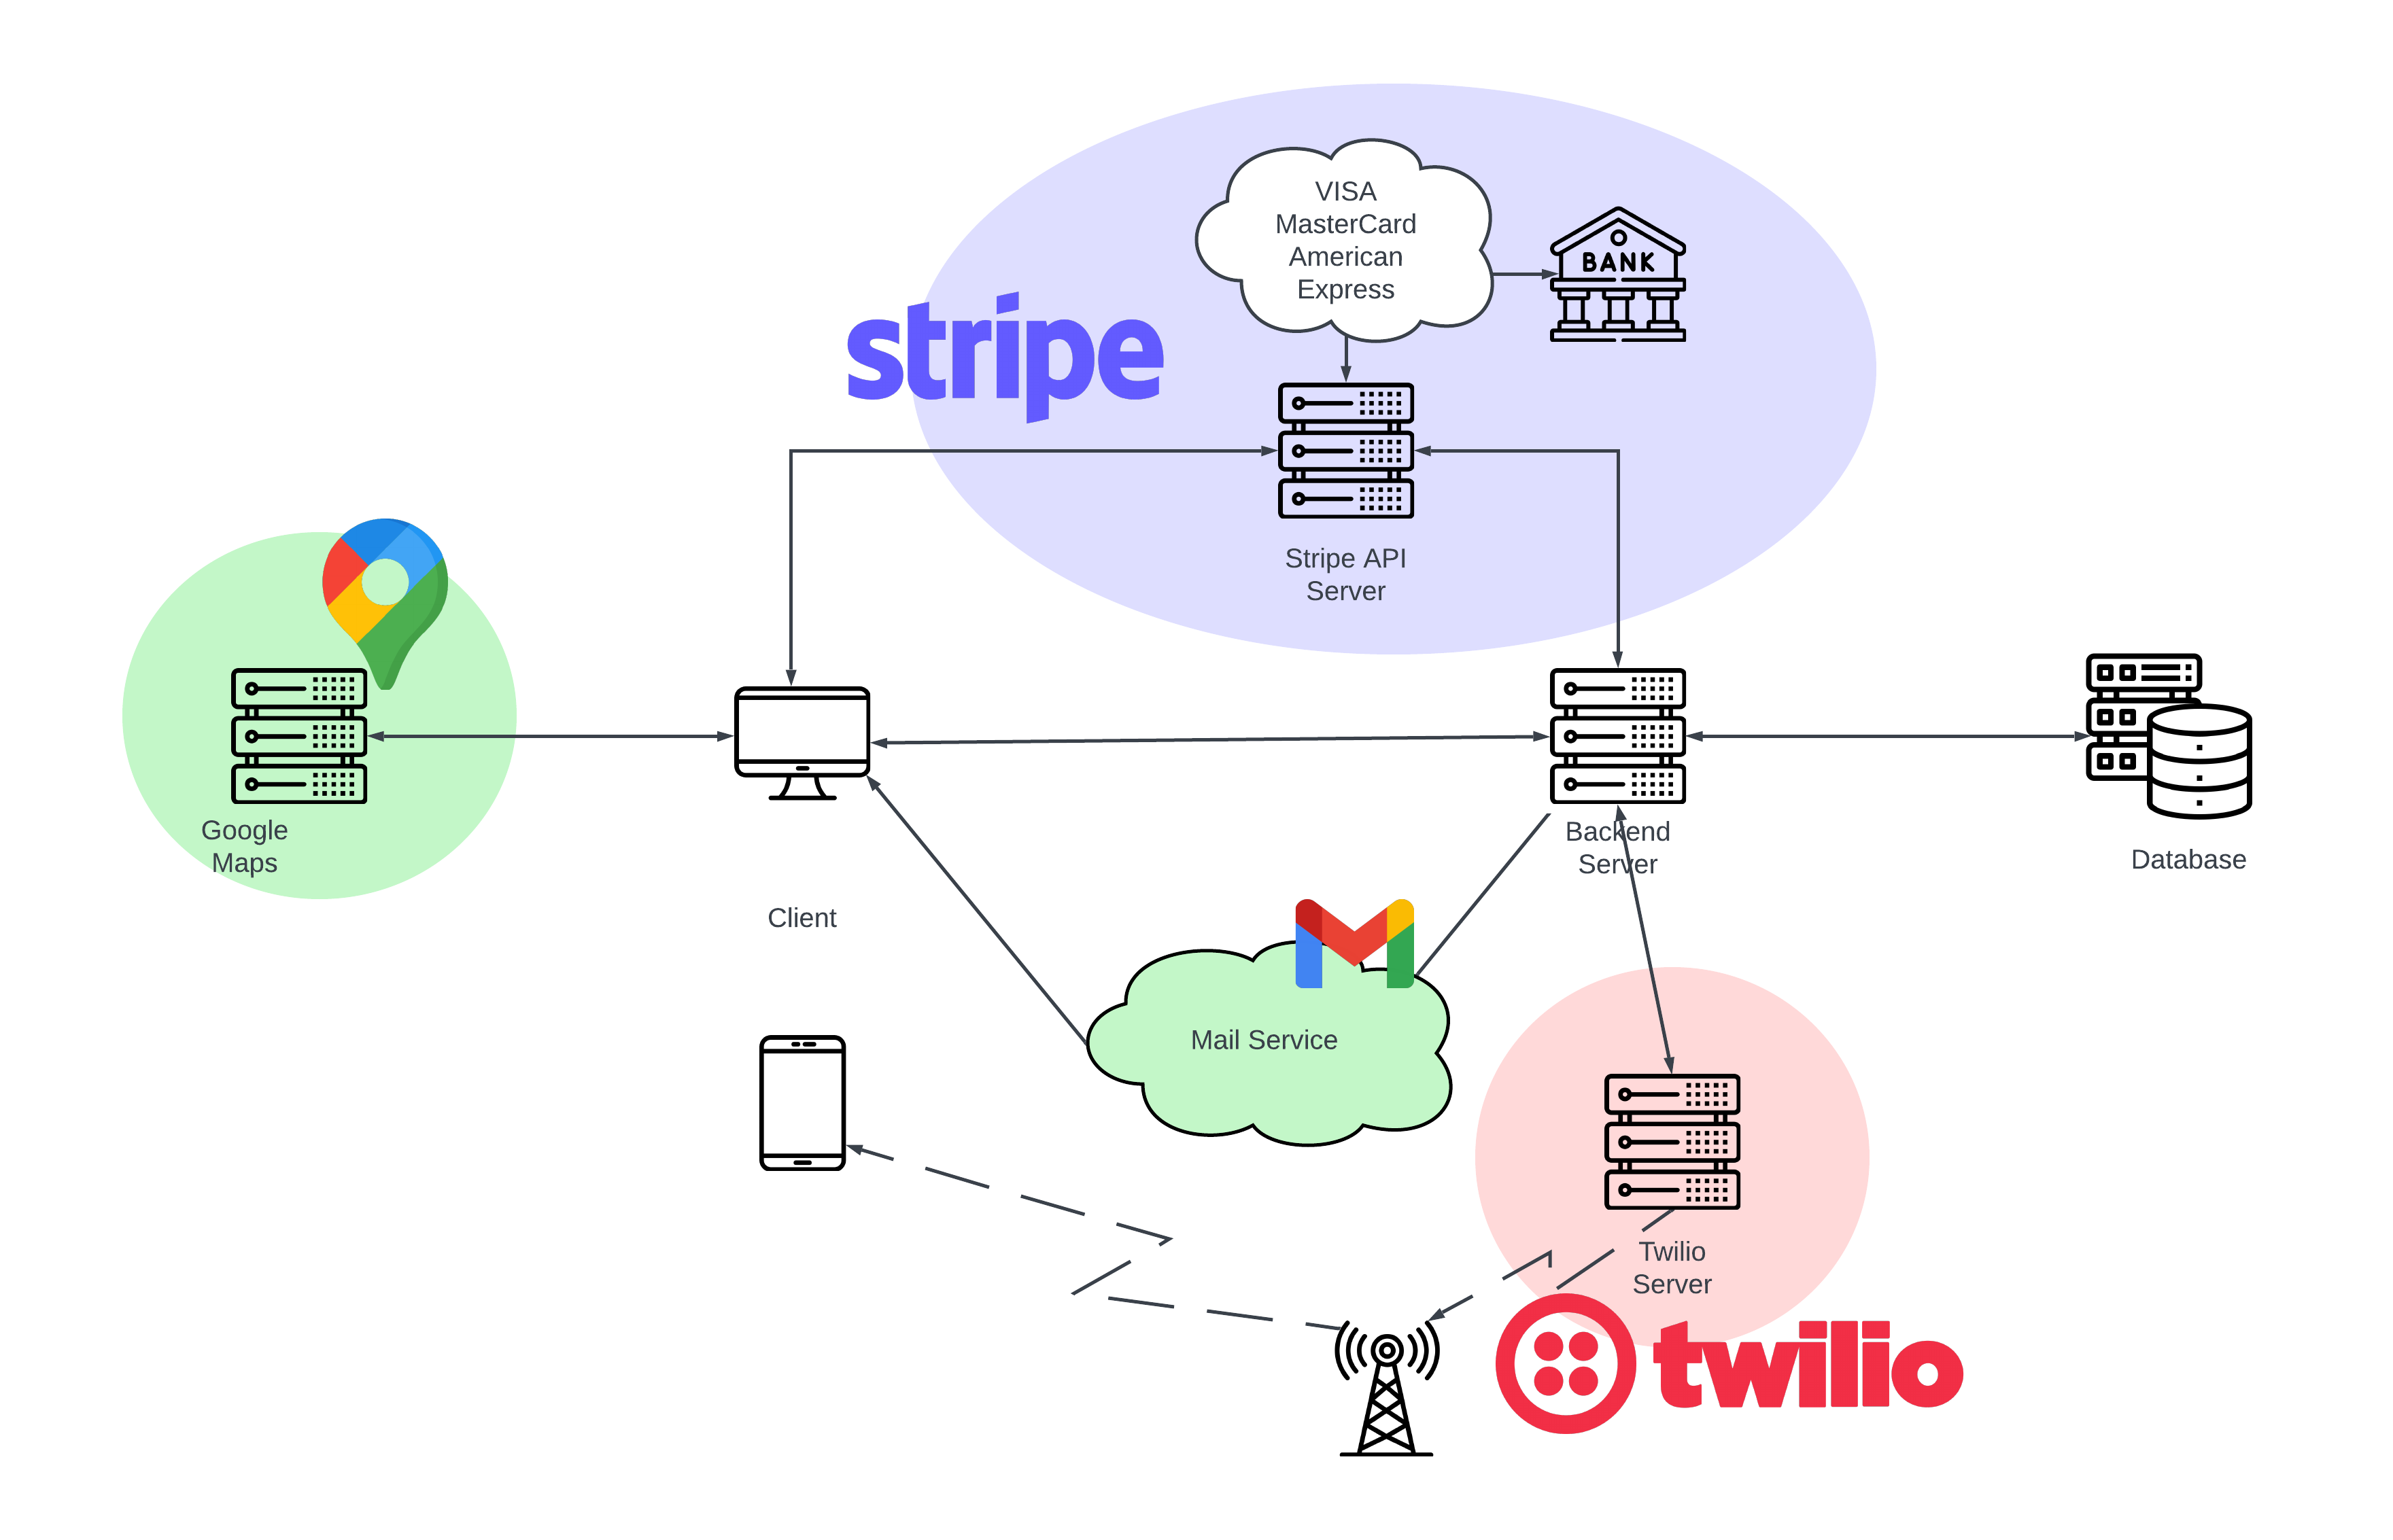 VISA
MasterCard
American
Express
BANK
stripe
Stripe API
Server
Google
Maps
Client
Backend
Server
Database
Mail Service
Twilio
Server
twilio